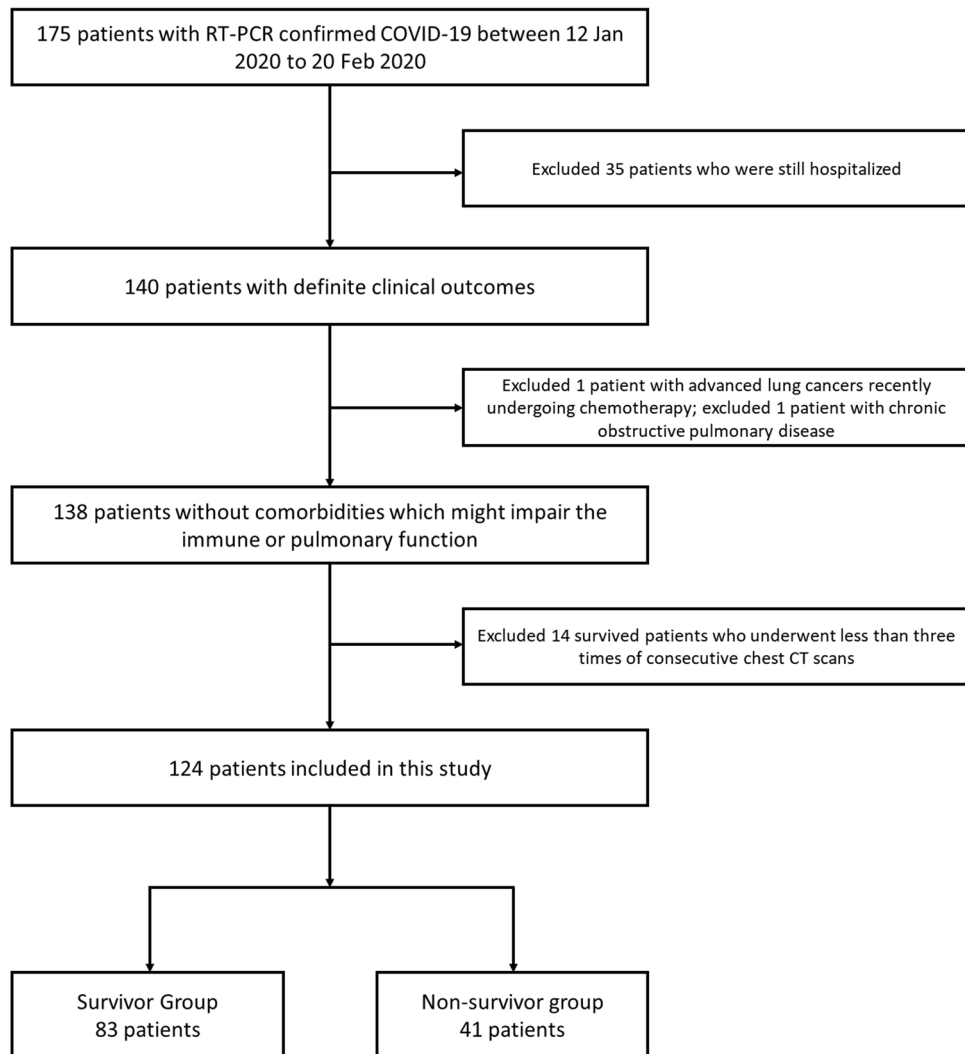 175 patients with RT-PCR confirmed COVID-19 between 12 Jan
2020 to 20 Feb 2020
Excluded 35 patients who were still hospitalized
140 patients with definite clinical outcomes
Excluded 1 patient with advanced lung cancers recently
undergoing chemotherapy; excluded 1 patient with chronic
obstructive pulmonary disease
138 patients without comorbidities which might impair the
immune or pulmonary function
Excluded 14 survived patients who underwent less than three
times of consecutive chest CT scans
124 patients included in this study
Survivor Group
83 patients
Non-survivor group
41 patients